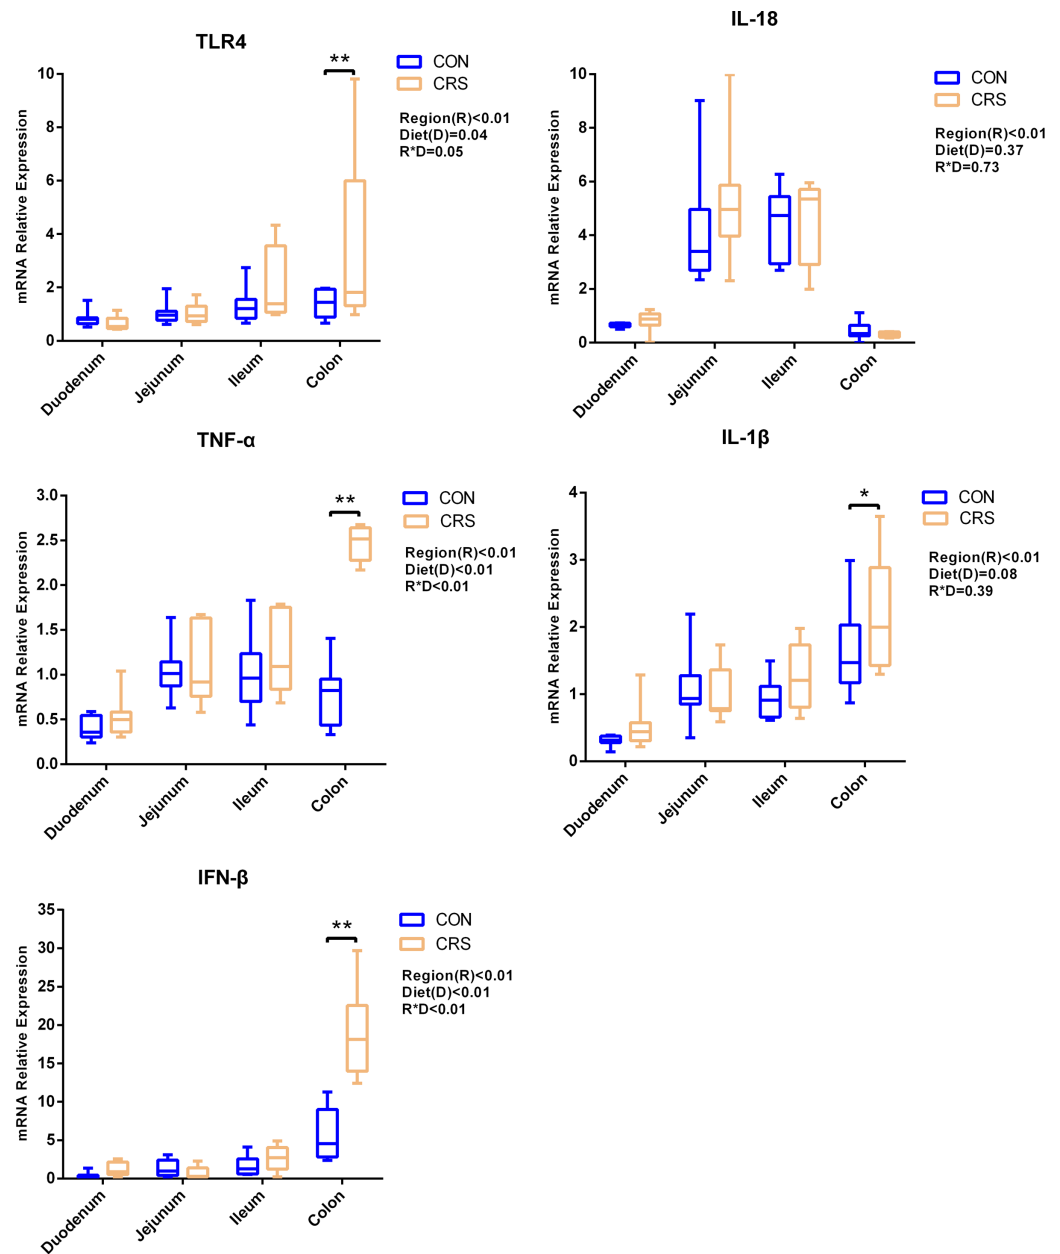 TLR4
mRNA Relative Expression
10
8
6
4
2
0
**
CON
CRS
Region(R)<0.01
Diet(D)=0.04
R*D=0.05
Duodenum
Jejunum
Ileum
Colon
IL-18
mRNA Relative Expression
10
8
6
4
2
0
CON
CRS
Region(R)<0.01
Diet(D)=0.37
R*D=0.73
Duodenum
Jejunum
Ileum
Colon
TNF-α
mRNA Relative Expression
3.0
2.5
2.0
1.5
1.0
0.5
0.0
**
CON
CRS
Region(R)<0.01
Diet(D)<0.01
R*D<0.01
Duodenum
Jejunum
Ileum
Colon
IL-1β
mRNA Relative Expression
4
3
2
1
0
*
CON
CRS
Region(R)<0.01
Diet(D)=0.08
R*D=0.39
Duodenum
Jejunum
Ileum
Colon
IFN-β
mRNA Relative Expression
35
30
25
20
15
10
5
0
**
CON
CRS
Region(R)<0.01
Diet(D)<0.01
R*D<0.01
Duodenum
Jejunum
Ileum
Colon